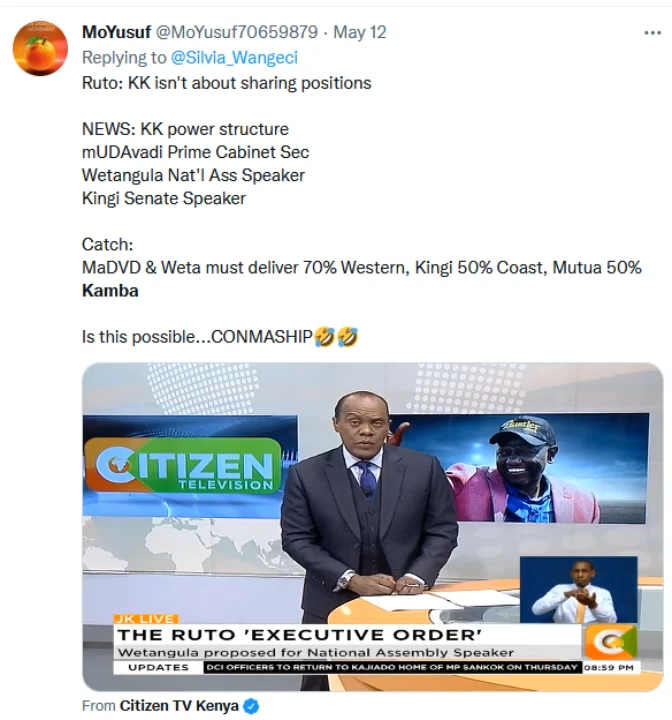 MoYusuf @MoYusuf70659879 · May 12
Replying to @Silvia_Wangeci
Ruto: KK isn't about sharing positions
NEWS: KK power structure
mUDAvadi Prime Cabinet Sec
Wetangula Nat'l Ass Speaker
Kingi Senate Speaker
Catch:
MaDVD & Weta must deliver 70% Western, Kingi 50% Coast, Mutua 50%
Kamba
Is this possible...CONMASHIP🤣🤣
CITIZEN
TELEVISION
Hustler
JK LIVE
THE RUTO 'EXECUTIVE ORDER'
Wetangula proposed for National Assembly Speaker
UPDATES DCI OFFICERS TO RETURN TO KAJIADO HOME OF MP SANKOK ON THURSDAY 08:59 PM
From Citizen TV Kenya